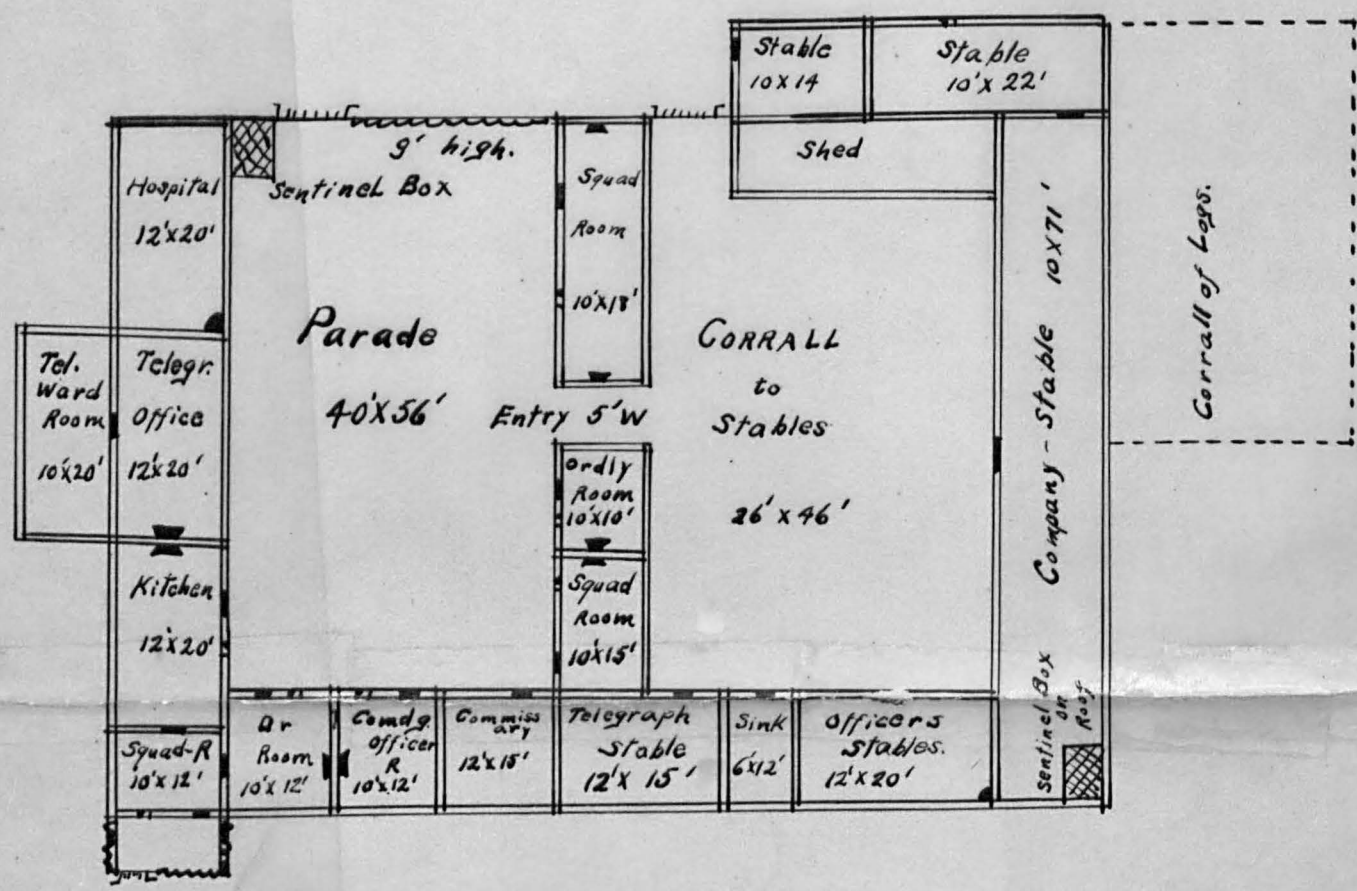 Stable
10 X 14
Stable
10' X 22'
9' high.
Sentinel Box
Shed
Hospital
12' X 20'
Squad
Room
10' X 18'
Parade
40' X 56'
Entry 5' W
CORRALL
to
Stables
26' X 46'
Company - Stable 10 X 71'
Corrall of Logs.
Tel.
Ward
Room
10' X 20'
Telegr.
Office
12' X 20'
Ordly
Room
10' X 10'
Squad
Room
10' X 15'
Kitchen
12' X 20'
Squad-R
10' X 12'
Qr
Room
10' X 12'
Comdg.
Officer
R
10' X 12'
Commiss
ary
12' X 15'
Telegraph
Stable
12' X 15'
Sink
6' X 12'
Officers
Stables.
12' X 20'
Sentinel Box
on
Roof